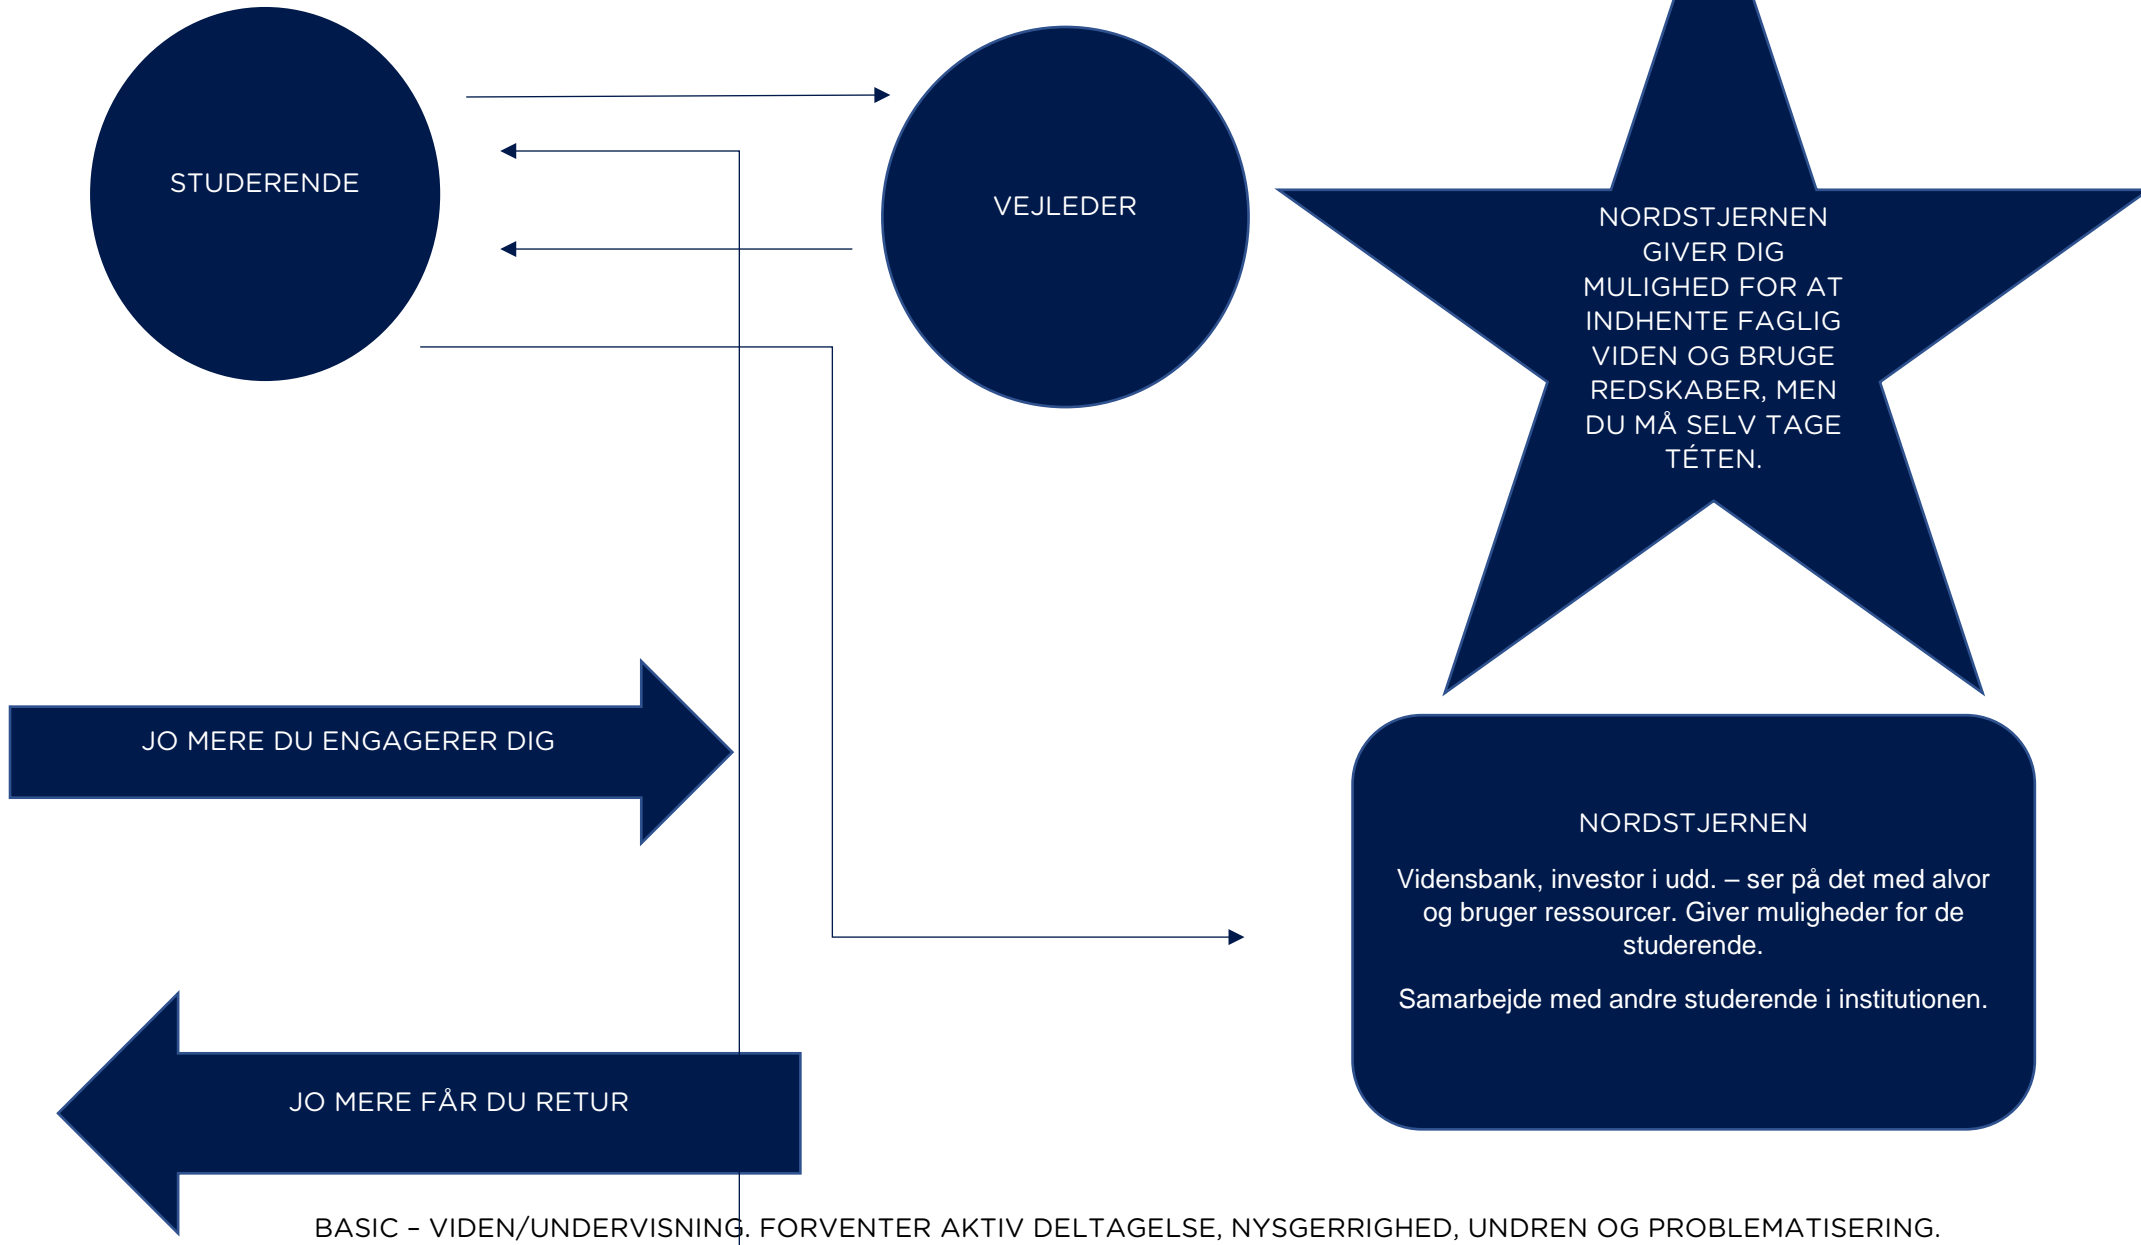 STUDERENDE
VEJLEDER
NORDSTJERNEN
GIVER DIG
MULIGHED FOR AT
INDHENTE FAGLIG
VIDEN OG BRUGE
REDSKABER, MEN
DU MÅ SELV TAGE
TÉTEN.
JO MERE DU ENGAGERER DIG
NORDSTJERNEN
Vidensbank, investor i udd. – ser på det med alvor
og bruger ressourcer. Giver muligheder for de
studerende.
Samarbejde med andre studerende i institutionen.
JO MERE FÅR DU RETUR
BASIC – VIDEN/UNDERVISNING. FORVENTER AKTIV DELTAGELSE, NYSGERRIGHED, UNDREN OG PROBLEMATISERING.